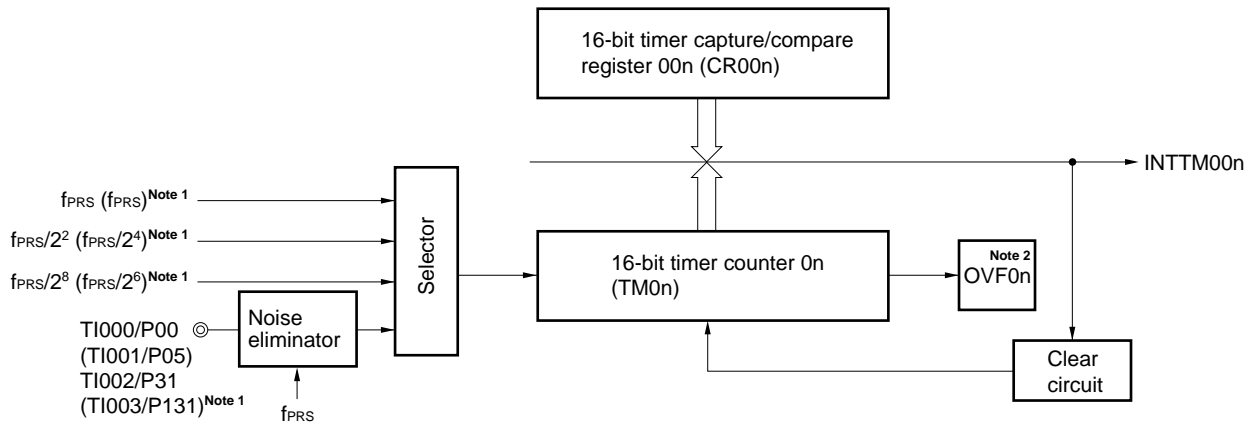 16-bit timer capture/compare
register 00n (CR00n)
INTTM00n
fPRS (fPRS)Note 1
fPRS/2² (fPRS/2⁴)Note 1
fPRS/2⁸ (fPRS/2⁶)Note 1
Selector
16-bit timer counter 0n
(TM0n)
Note 2
OVF0n
TI000/P00
(TI001/P05)
TI002/P31
(TI003/P131)Note 1
Noise
eliminator
fPRS
Clear
circuit